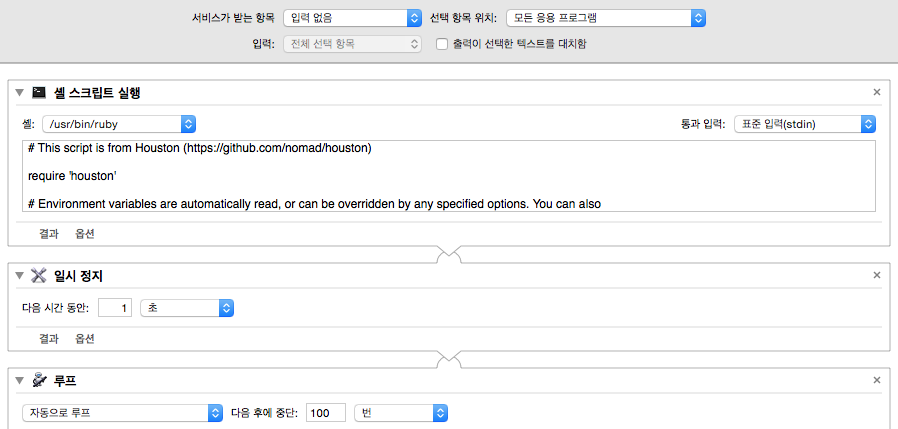 서비스가 받는 항목 입력 없음 선택 항목 위치: 모든 응용 프로그램
입력: 전체 선택 항목 출력이 선택한 텍스트를 대치함
셸 스크립트 실행
셸: /usr/bin/ruby 통과 입력: 표준 입력(stdin)
# This script is from Houston (https://github.com/nomad/houston)
require 'houston'
# Environment variables are automatically read, or can be overridden by any specified options. You can also
결과 옵션
일시 정지
다음 시간 동안: 1 초
결과 옵션
루프
자동으로 루프 다음 후에 중단: 100 번